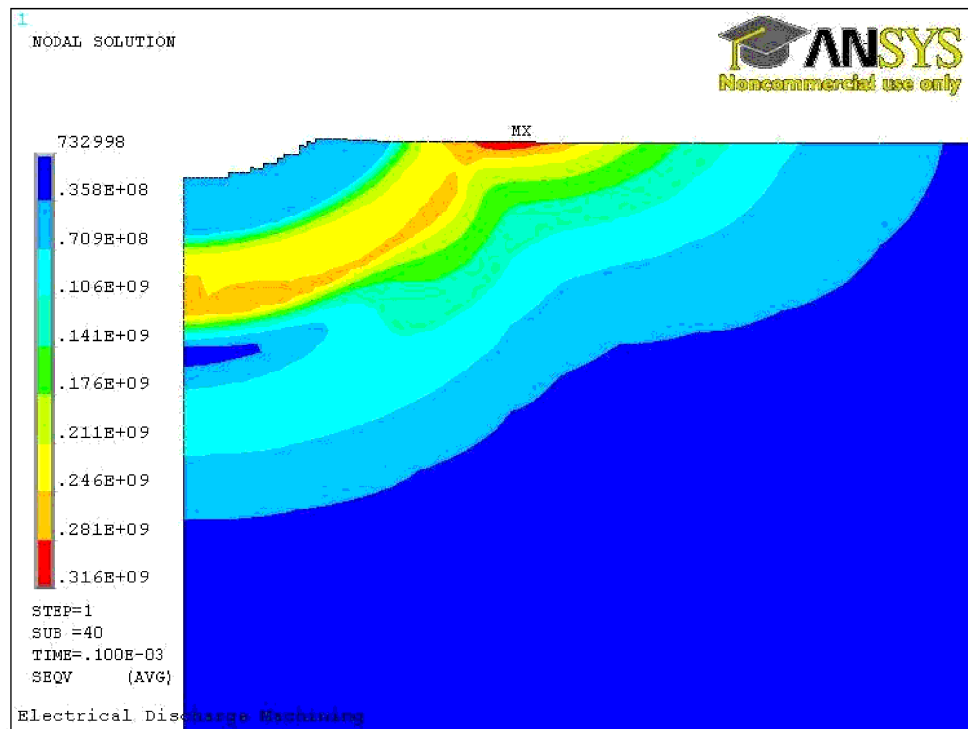 1
NODAL SOLUTION
ANSYS
Noncommercial use only
MX
732998
.358E+08
.709E+08
.106E+09
.141E+09
.176E+09
.211E+09
.246E+09
.281E+09
.316E+09
STEP=1
SUB =40
TIME=.100E-03
SEQV (AVG)
Electrical Discharge Machining